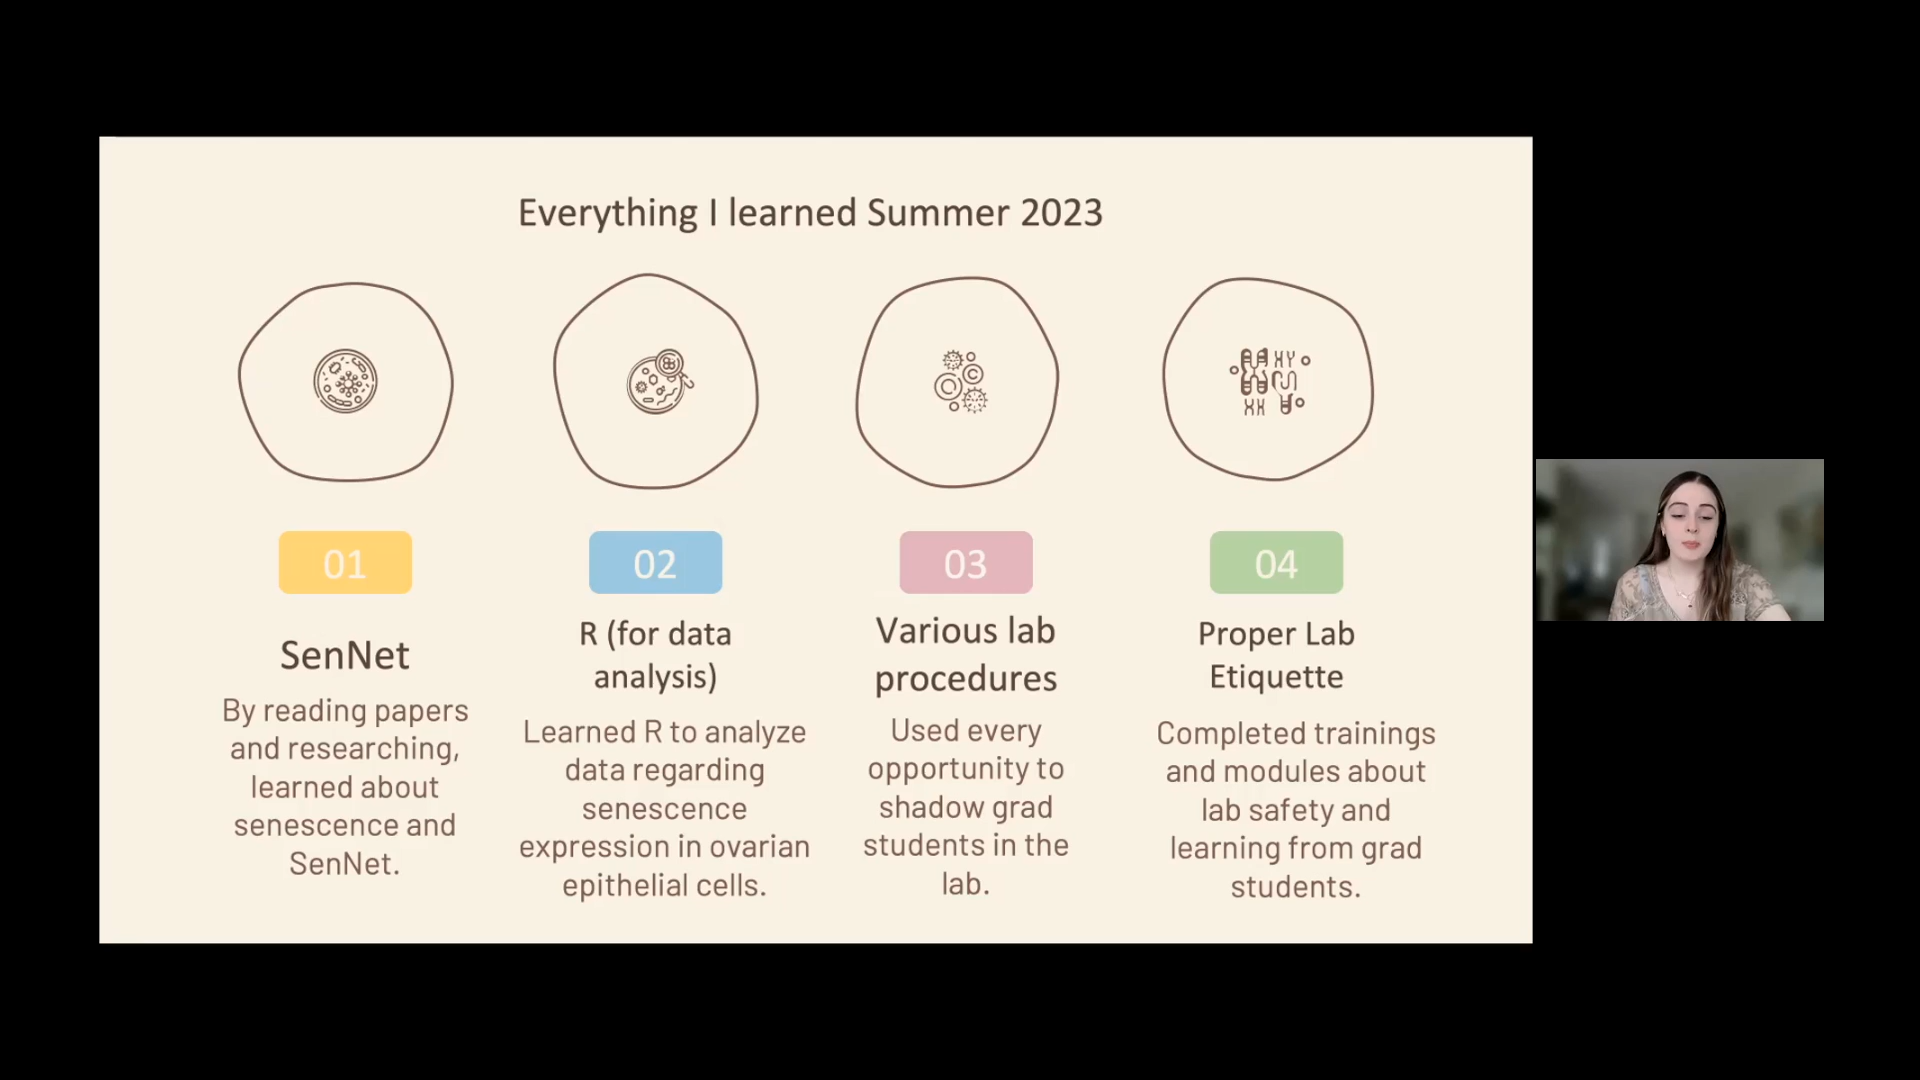 Everything I learned Summer 2023
01
SenNet
By reading papers
and researching,
learned about
senescence and
SenNet.
02
R (for data
analysis)
Learned R to analyze
data regarding
senescence
expression in ovarian
epithelial cells.
03
Various lab
procedures
Used every
opportunity to
shadow grad
students in the
lab.
04
Proper Lab
Etiquette
Completed trainings
and modules about
lab safety and
learning from grad
students.